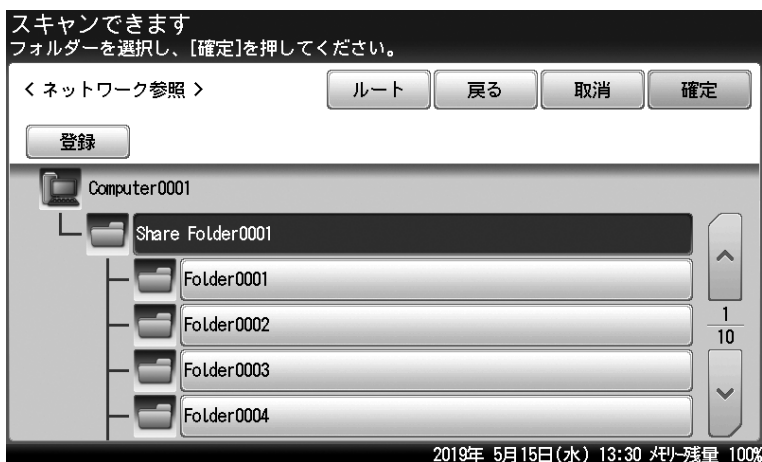 スキャンできます
フォルダーを選択し、[確定]を押してください。
<ネットワーク参照> ルート 戻る 取消 確定
登録
Computer0001
Share Folder0001
Folder0001
Folder0002
1
10
Folder0003
Folder0004
2019年 5月15日(水) 13:30 ﾒﾓﾘｰ残量 100%